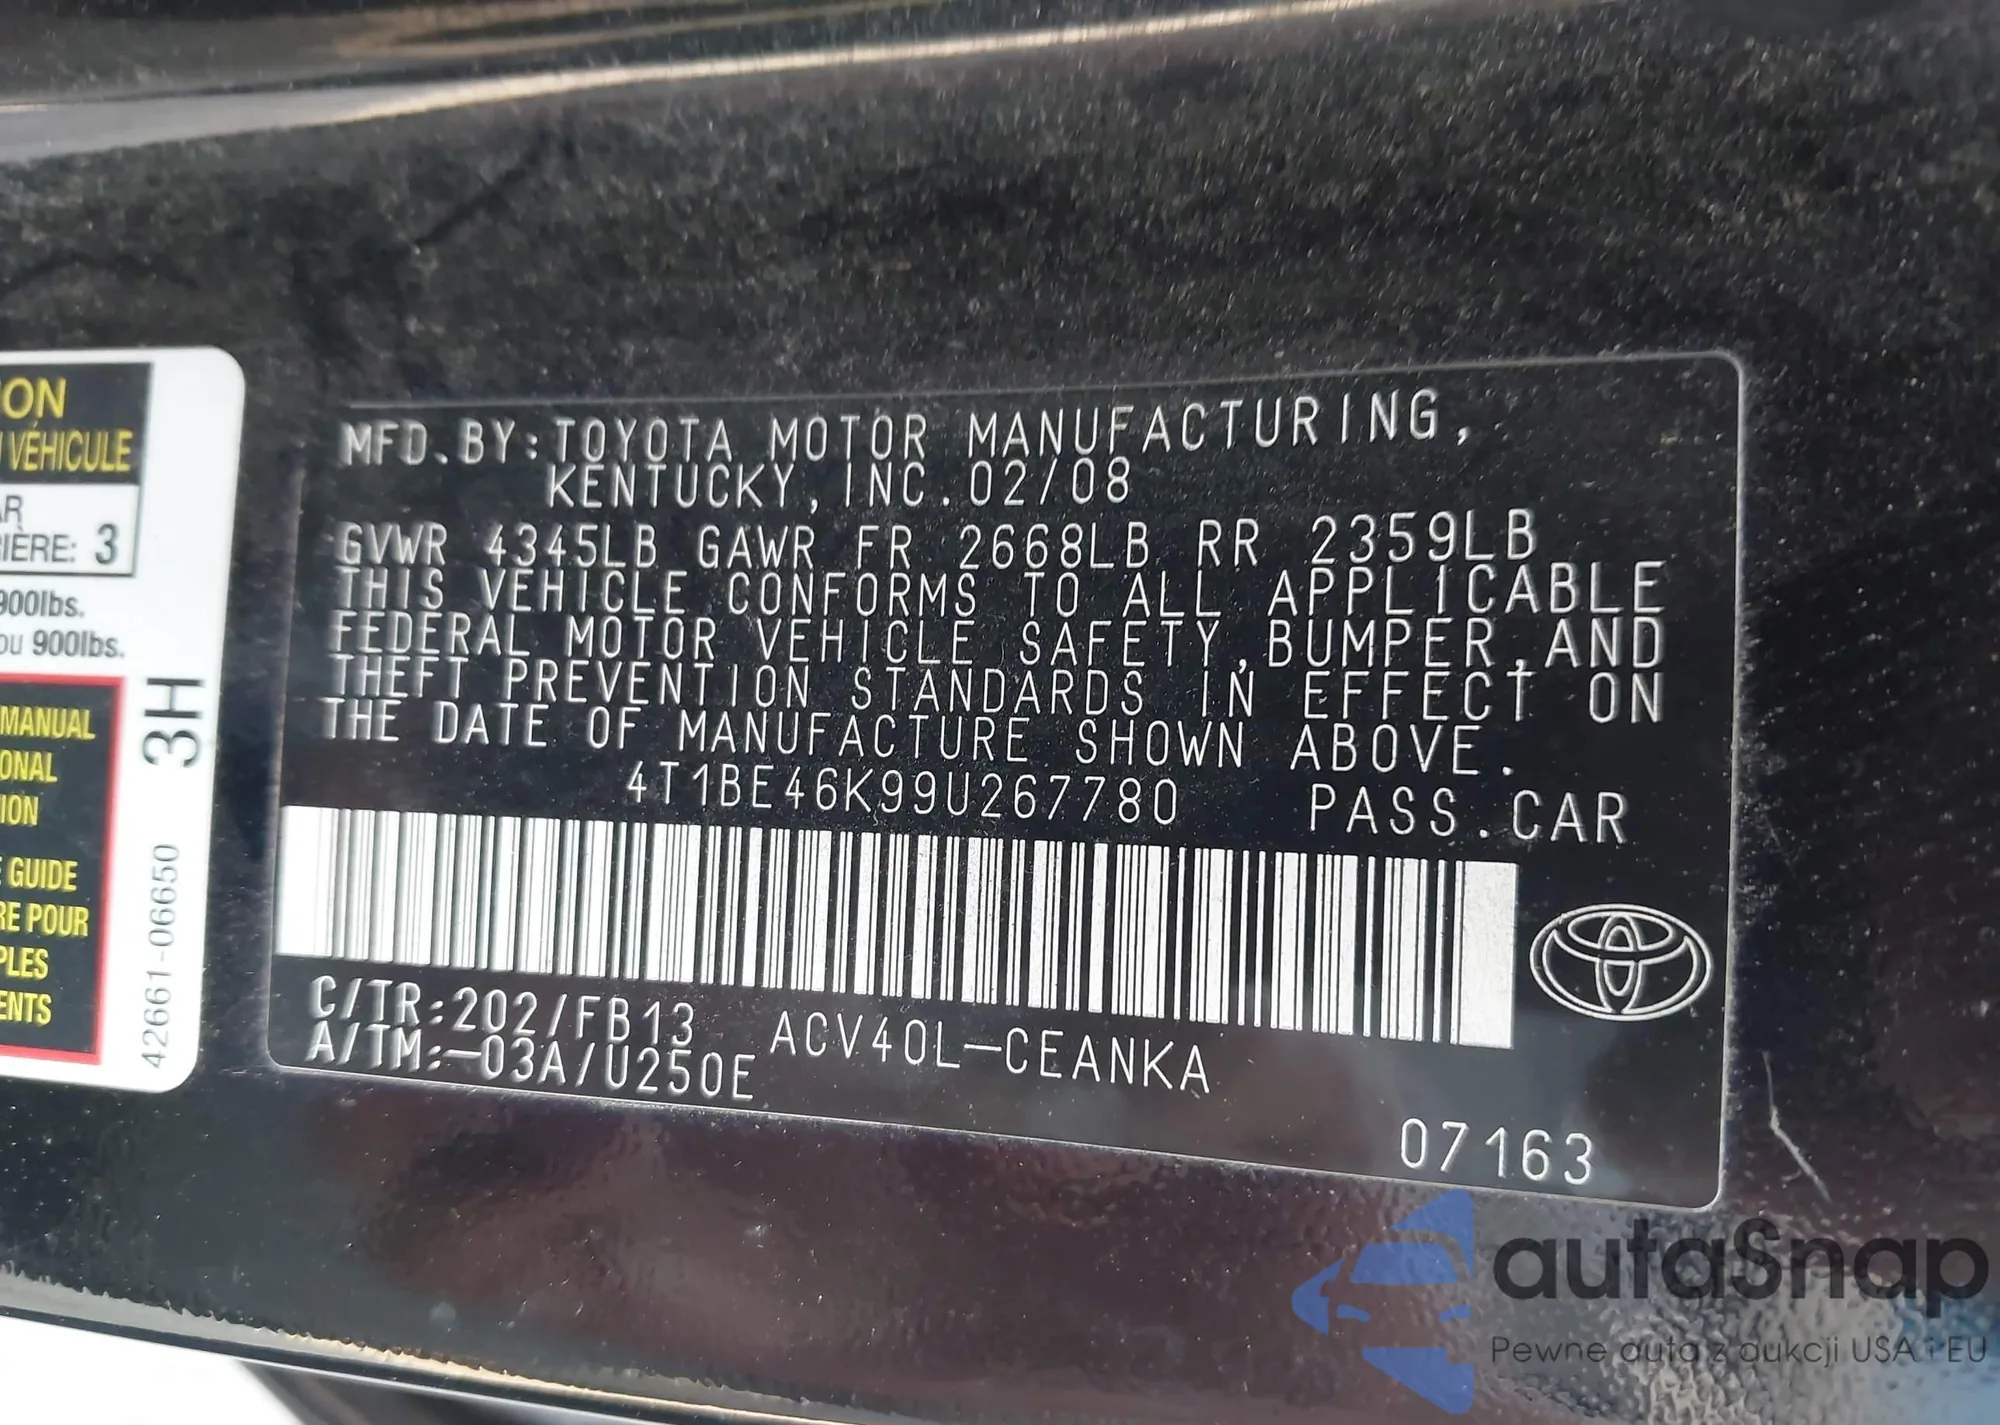 ON
VÉHICULE
AR
RIÈRE: 3
900lbs.
ou 900lbs.
MANUAL
ONAL
ION
GUIDE
RE POUR
PLES
ENTS
3H
42661-06650
MFD.BY:TOYOTA MOTOR MANUFACTURING,
KENTUCKY,INC.02/08
GVWR 4345LB GAWR FR 2668LB RR 2359LB
THIS VEHICLE CONFORMS TO ALL APPLICABLE
FEDERAL MOTOR VEHICLE SAFETY,BUMPER,AND
THEFT PREVENTION STANDARDS IN EFFECT ON
THE DATE OF MANUFACTURE SHOWN ABOVE.
4T1BE46K99U267780 PASS.CAR
C/TR:202/FB13 ACV40L-CEANKA
A/TM:-03A/U250E
07163
autaSnap
Pewne auta z aukcji USA i EU